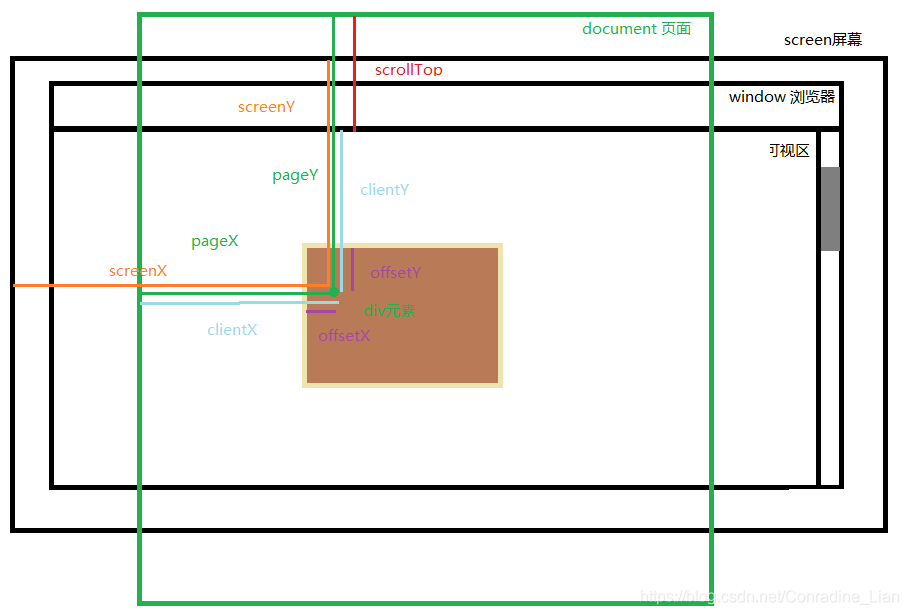 document 页面
screen屏幕
scrollTop
window 浏览器
screenY
可视区
pageY
clientY
pageX
screenX
offsetY
div元素
clientX
offsetX
https://blog.csdn.net/Conradine_Lian